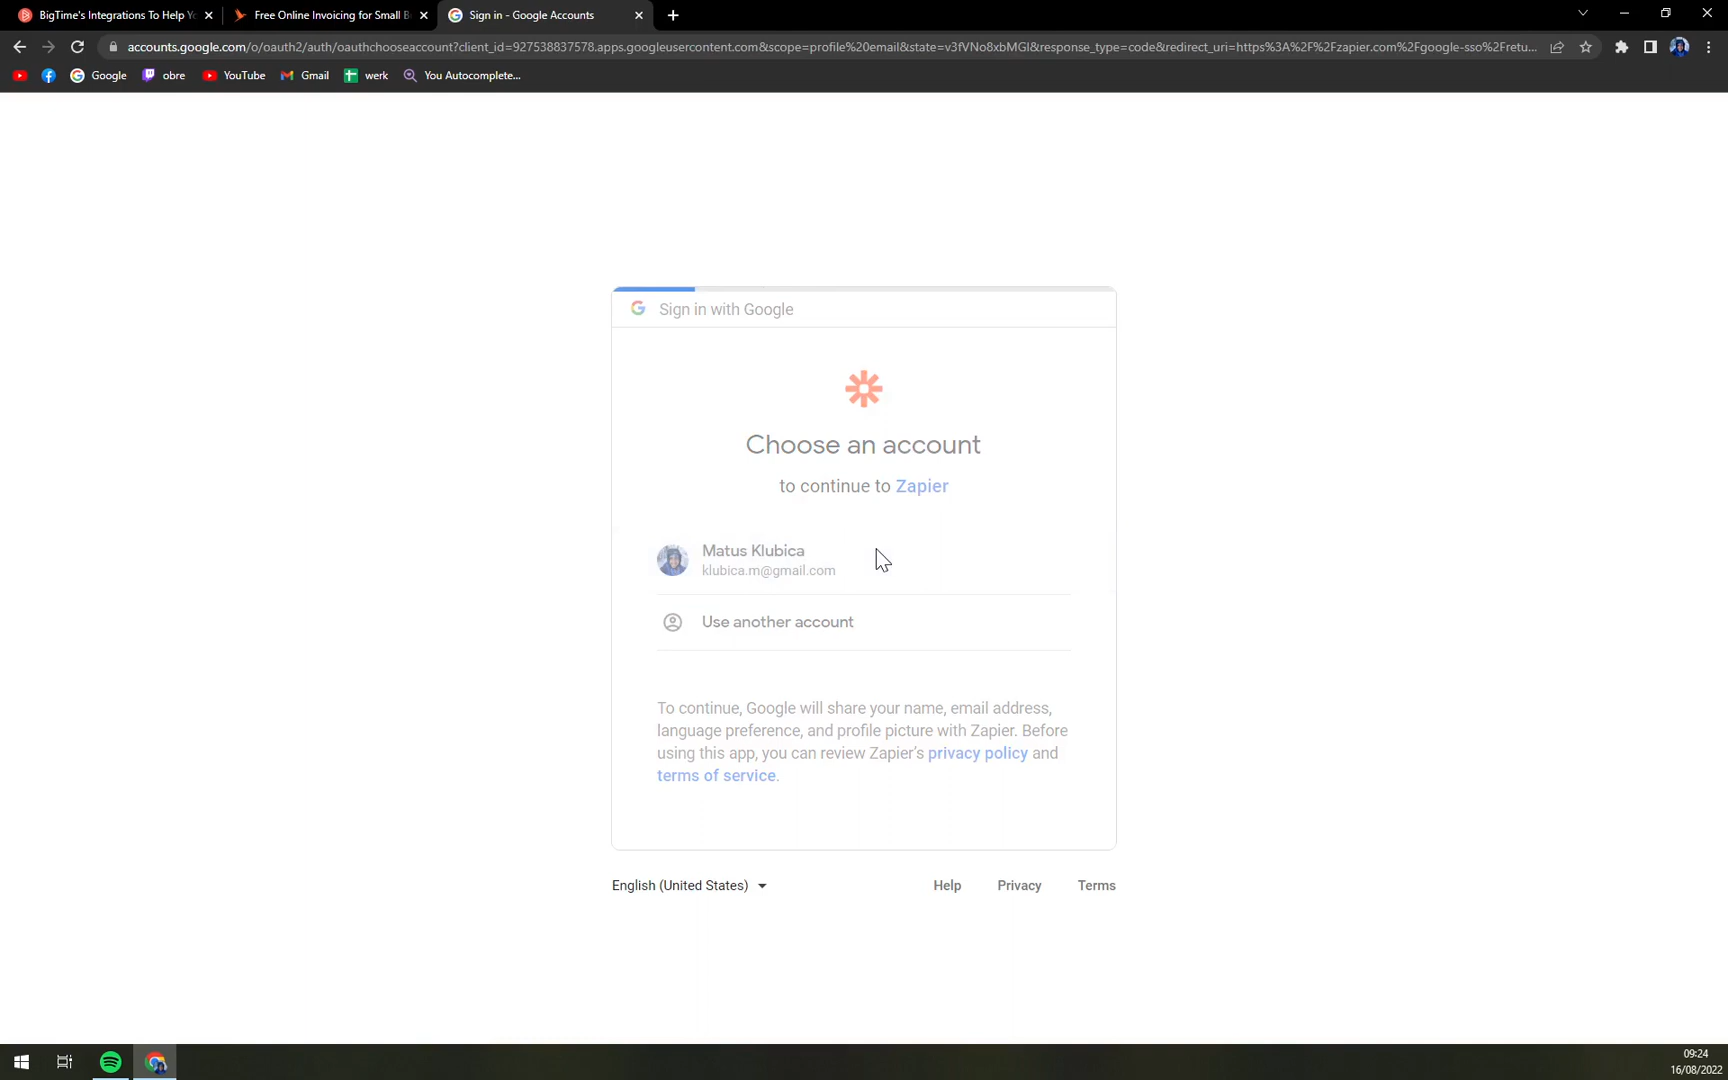 BigTime's Integrations To Help Yo
Free Online Invoicing for Small B
Sign in - Google Accounts
accounts.google.com/o/oauth2/auth/oauthchooseaccount?client_id=927538837578.apps.googleusercontent.com&scope=profile%20email&state=v3fVNo8xbMGI&response_type=code&redirect_uri=https%3A%2F%2Fzapier.com%2Fgoogle-sso%2Fretu...
Google
obre
YouTube
Gmail
werk
You Autocomplete...
Sign in with Google
Choose an account
to continue to Zapier
Matus Klubica
klubica.m@gmail.com
Use another account
To continue, Google will share your name, email address,
language preference, and profile picture with Zapier. Before
using this app, you can review Zapier's privacy policy and
terms of service.
English (United States)
Help
Privacy
Terms
09:24
16/08/2022